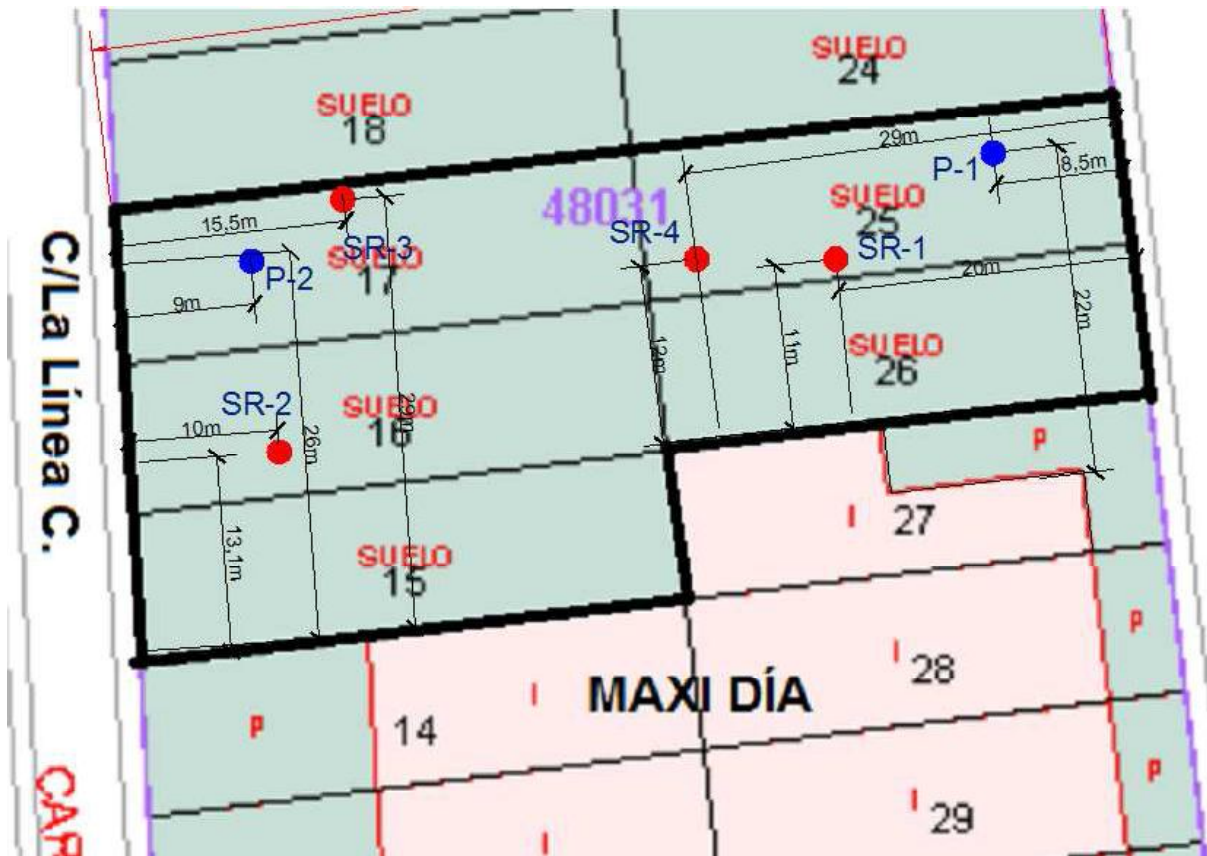 SUELO
24
SUELO
18
29m
P-1
8,5m
48031
SUELO
25
15,5m
SR-3
SR-4
SR-1
SUELO
17
P-2
20m
9m
22m
12m
11m
SUELO
26
C/La Línea C.
SR-2
SUELO
16
29m
10m
26m
P
27
I
13,1m
SUELO
15
P
I
28
I
MAXI DÍA
P
14
P
I
29
I
CAR